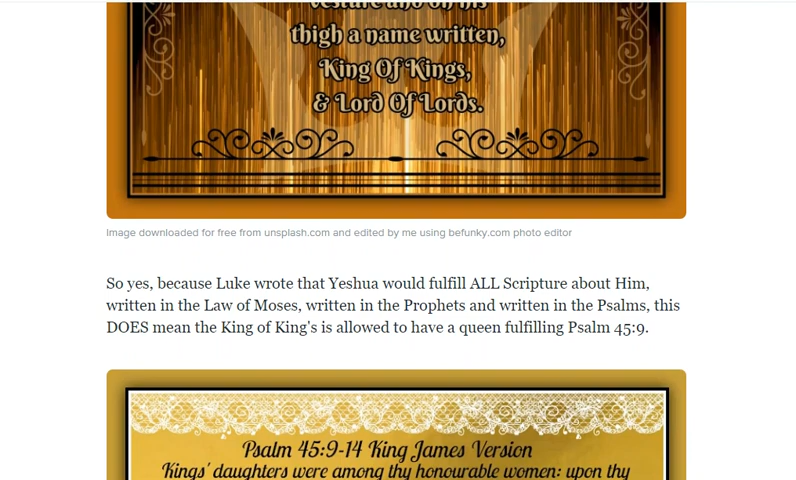 vesture and on his
thigh a name written,
King Of Kings,
& Lord Of Lords.
Image downloaded for free from unsplash.com and edited by me using befunky.com photo editor
So yes, because Luke wrote that Yeshua would fulfill ALL Scripture about Him,
written in the Law of Moses, written in the Prophets and written in the Psalms, this
DOES mean the King of King's is allowed to have a queen fulfilling Psalm 45:9.
Psalm 45:9-14 King James Version
Kings' daughters were among thy honourable women: upon thy